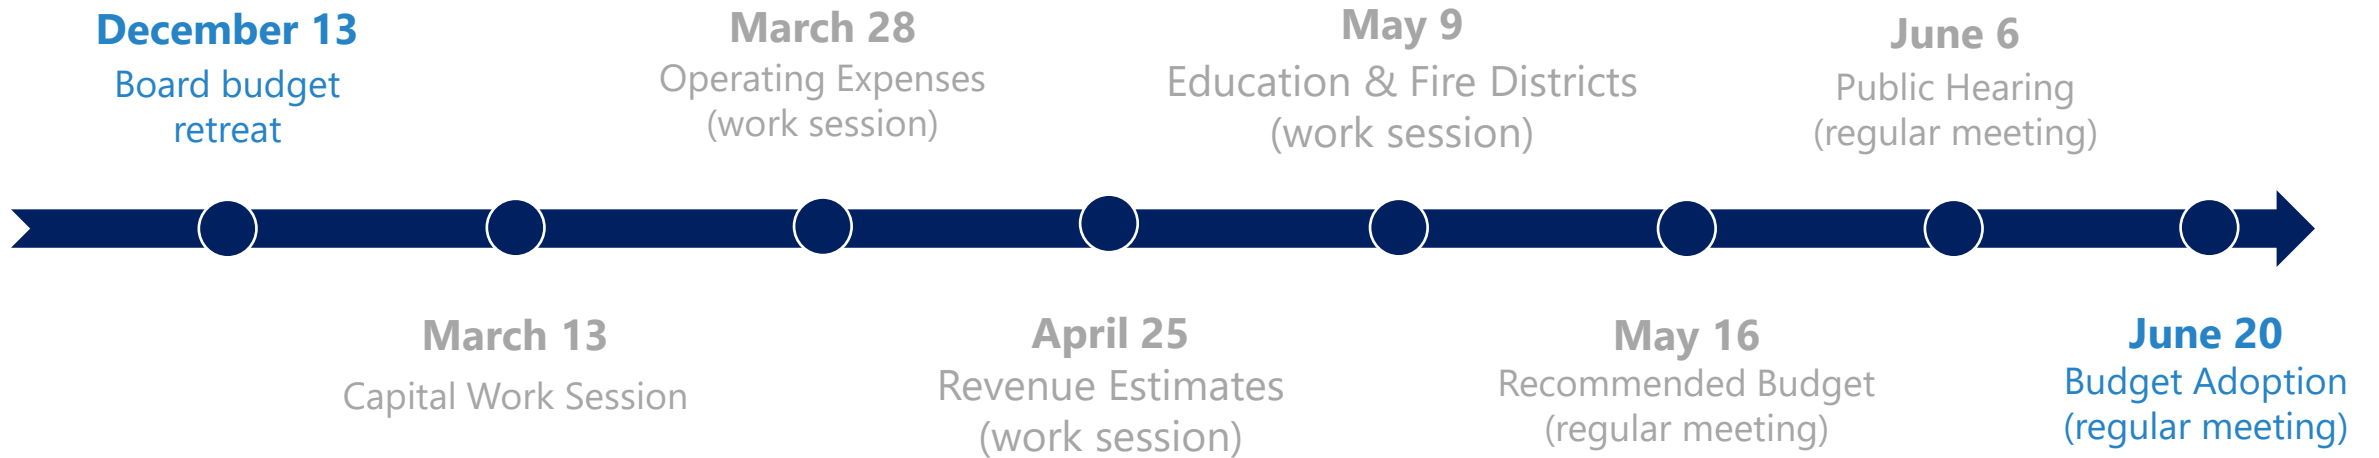 December 13
Board budget
retreat
March 13
Capital Work Session
March 28
Operating Expenses
(work session)
April 25
Revenue Estimates
(work session)
May 9
Education & Fire Districts
(work session)
May 16
Recommended Budget
(regular meeting)
June 6
Public Hearing
(regular meeting)
June 20
Budget Adoption
(regular meeting)